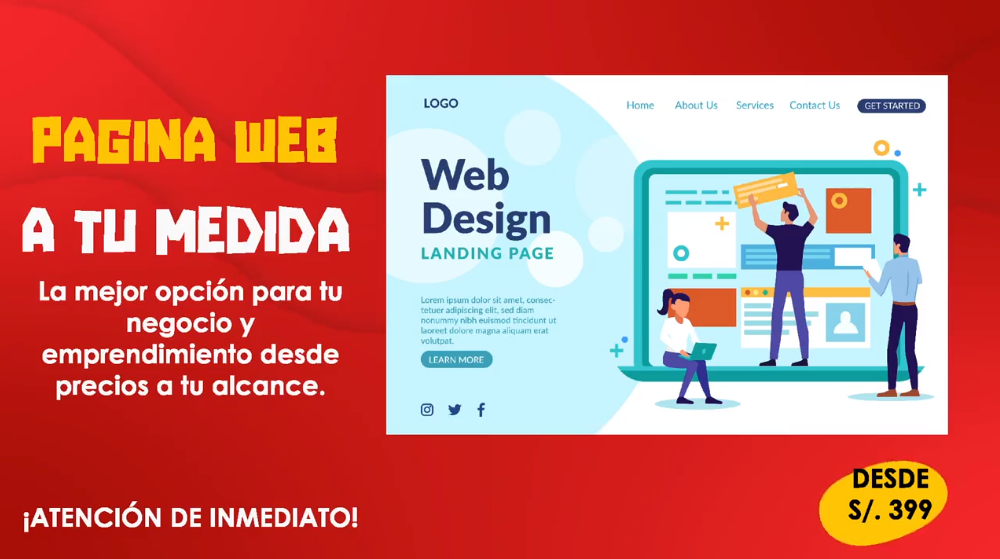 PAGINA WEB
A TU MEDIDA
La mejor opción para tu
negocio y
emprendimiento desde
precios a tu alcance.
¡ATENCIÓN DE INMEDIATO!
LOGO
Home About Us Services Contact Us GET STARTED
Web
Design
LANDING PAGE
Lorem ipsum dolor sit amet, consec-
tetuer adipiscing elit, sed diam
nonummy nibh euismod tincidunt ut
laoreet dolore magna aliquam erat
volutpat.
LEARN MORE
DESDE
S/. 399